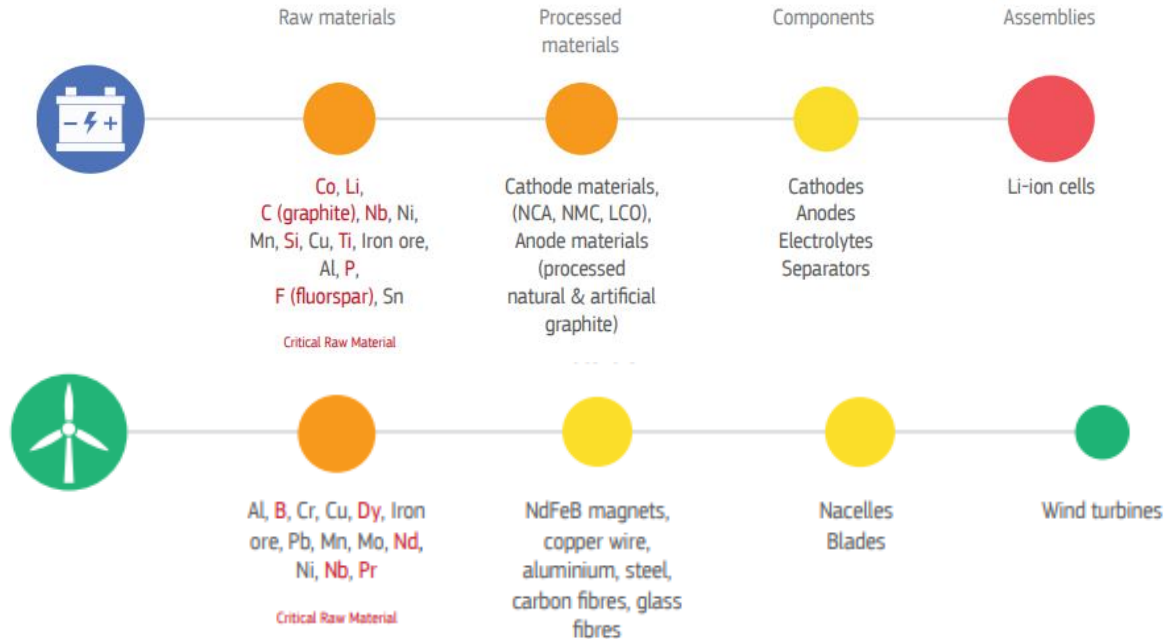 Raw materials
Processed
materials
Components
Assemblies
Co, Li,
C (graphite), Nb, Ni,
Mn, Si, Cu, Ti, Iron ore,
Al, P,
F (fluorspar), Sn
Critical Raw Material
Cathode materials,
(NCA, NMC, LCO),
Anode materials
(processed
natural & artificial
graphite)
Cathodes
Anodes
Electrolytes
Separators
Li-ion cells
Al, B, Cr, Cu, Dy, Iron
ore, Pb, Mn, Mo, Nd,
Ni, Nb, Pr
Critical Raw Material
NdFeB magnets,
copper wire,
aluminium, steel,
carbon fibres, glass
fibres
Nacelles
Blades
Wind turbines